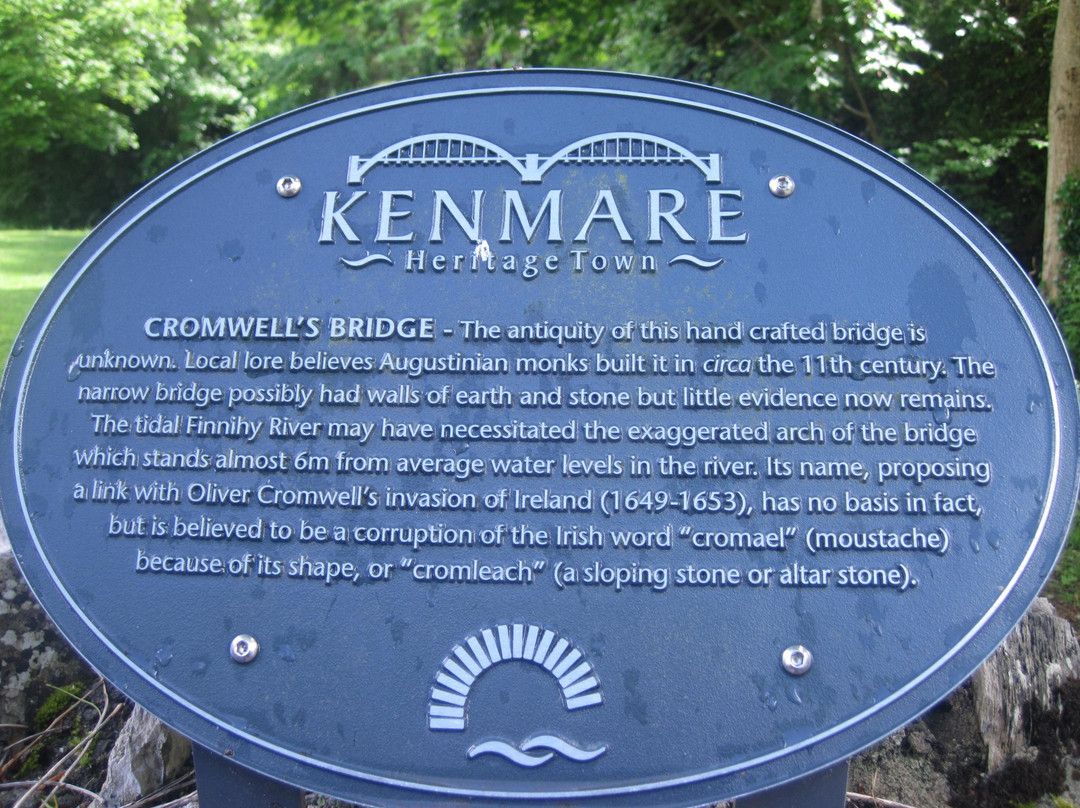 KENMARE
Heritage Town
CROMWELL'S BRIDGE - The antiquity of this hand crafted bridge is
unknown. Local lore believes Augustinian monks built it in circa the 11th century. The
narrow bridge possibly had walls of earth and stone but little evidence now remains.
The tidal Finnihy River may have necessitated the exaggerated arch of the bridge
which stands almost 6m from average water levels in the river. Its name, proposing
a link with Oliver Cromwell's invasion of Ireland (1649-1653), has no basis in fact,
but is believed to be a corruption of the Irish word "cromael" (moustache)
because of its shape, or "cromleach" (a sloping stone or altar stone).